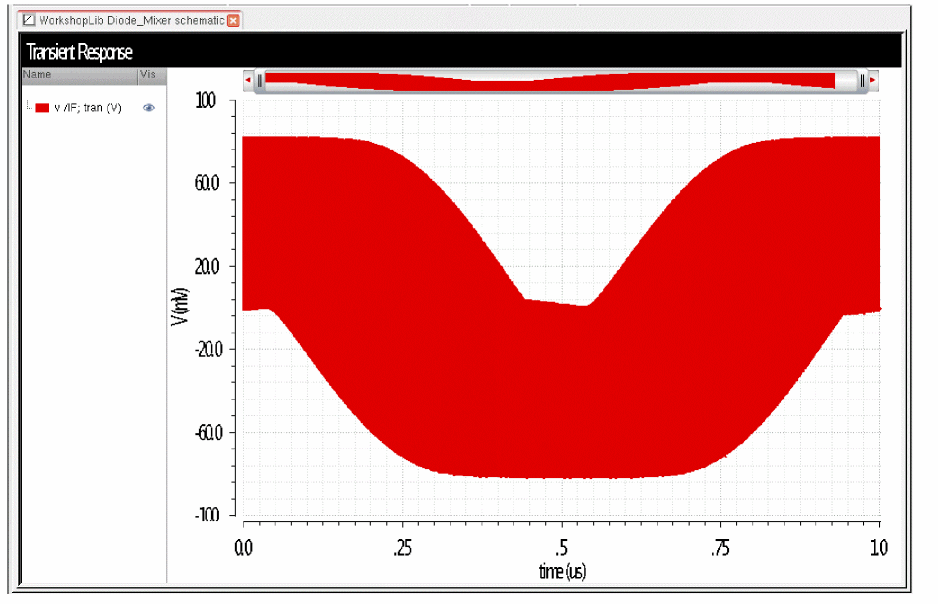 WorkshopLib Diode_Mixer schematic
Transient Response
Name Vis
v /IF; tran (V)
100
60.0
20.0
-20.0
-60.0
-100
V (mV)
0.0 .25 .5 .75 1.0
time (us)